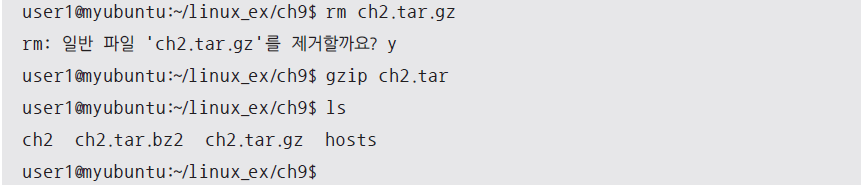 user1@myubuntu:~/linux_ex/ch9$ rm ch2.tar.gz
rm: 일반 파일 'ch2.tar.gz'를 제거할까요? y
user1@myubuntu:~/linux_ex/ch9$ gzip ch2.tar
user1@myubuntu:~/linux_ex/ch9$ ls
ch2  ch2.tar.bz2  ch2.tar.gz  hosts
user1@myubuntu:~/linux_ex/ch9$